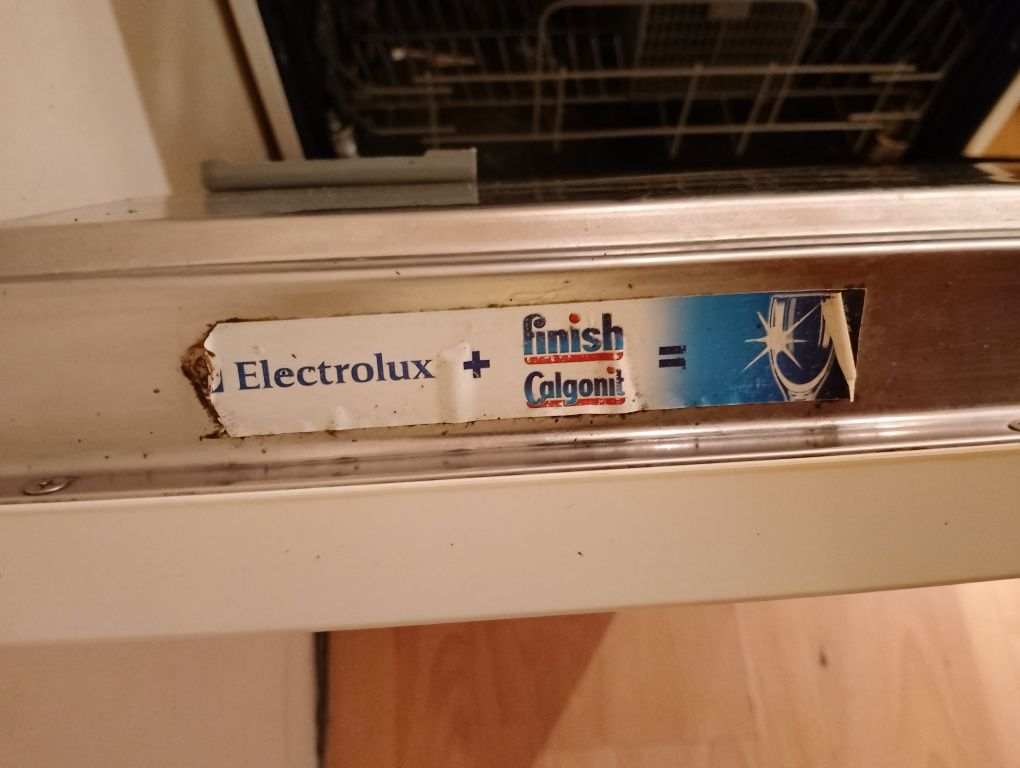 Electrolux + finish =
Calgonit